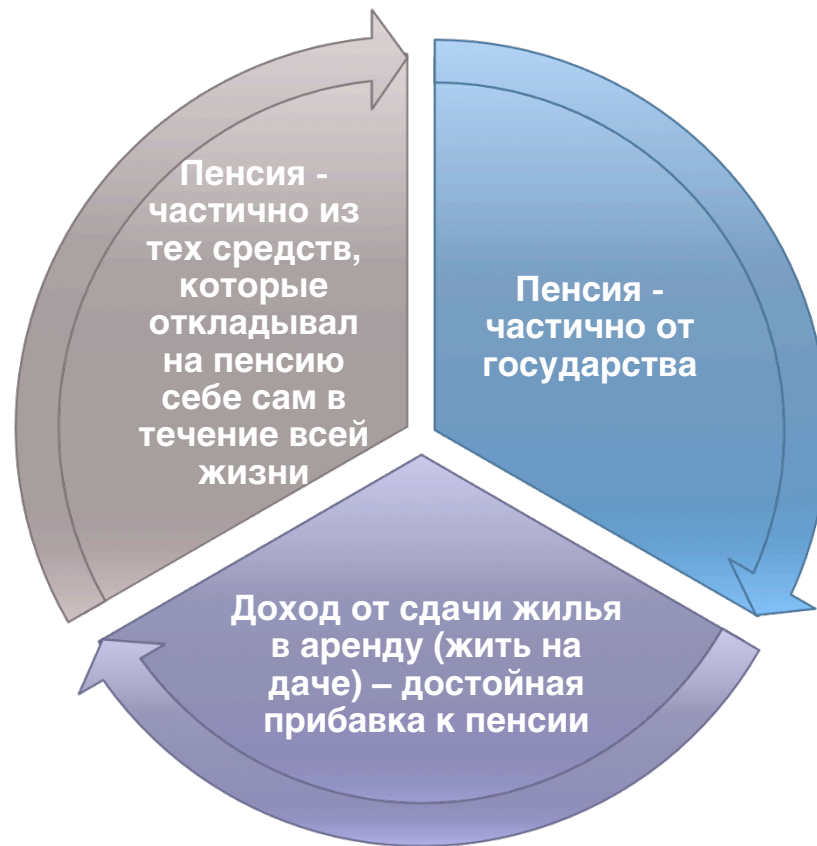 Пенсия -
частично из
тех средств,
которые
откладывал
на пенсию
себе сам в
течение всей
жизни
Пенсия -
частично от
государства
Доход от сдачи жилья
в аренду (жить на
даче) – достойная
прибавка к пенсии